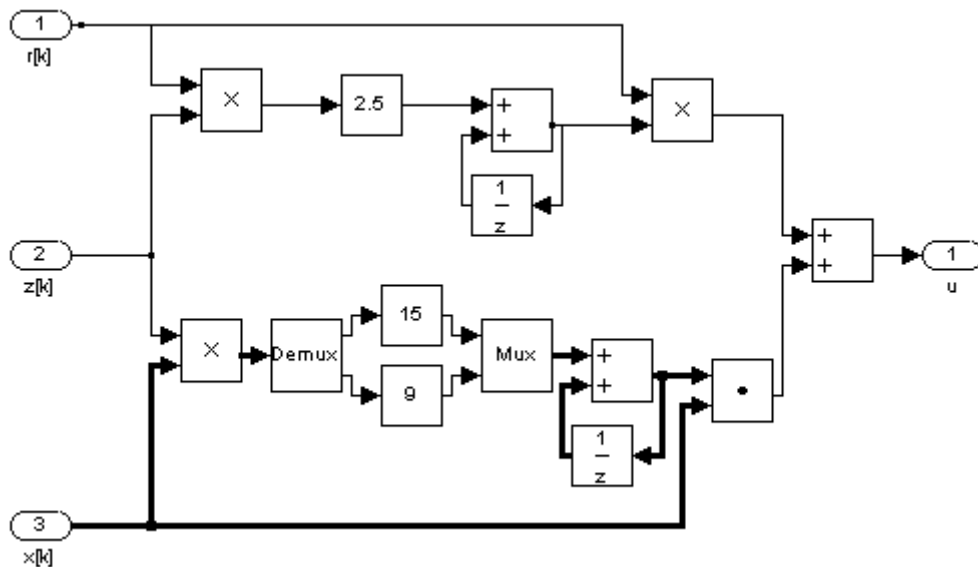 1
r[k]
×
2.5
+
+
×
1
z
2
z[k]
+
+
1
u
×
Demux
15
9
Mux
+
+
1
z
3
x[k]